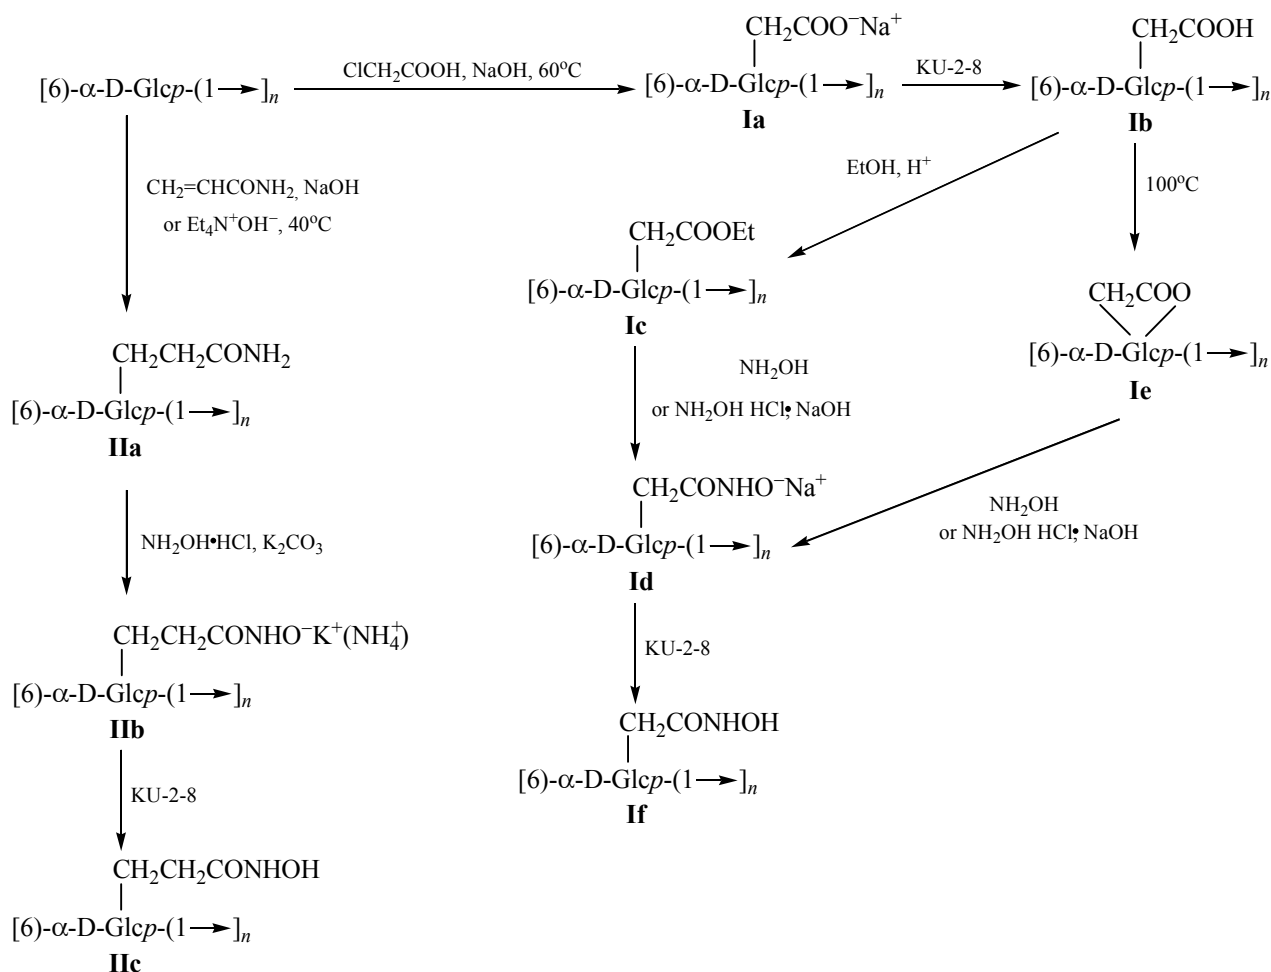 CH₂COO⁻Na⁺
CH₂COOH
ClCH₂COOH, NaOH, 60°C
KU-2-8
[6)-α-D-Glcp-(1→]ₙ
[6)-α-D-Glcp-(1→]ₙ
[6)-α-D-Glcp-(1→]ₙ
Ia
Ib
CH₂=CHCONH₂, NaOH
or Et₄N⁺OH⁻, 40°C
EtOH, H⁺
100°C
CH₂COOEt
[6)-α-D-Glcp-(1→]ₙ
Ic
CH₂COO
[6)-α-D-Glcp-(1→]ₙ
Ie
CH₂CH₂CONH₂
[6)-α-D-Glcp-(1→]ₙ
IIa
NH₂OH
or NH₂OH HCl•, NaOH
NH₂OH
or NH₂OH HCl•, NaOH
CH₂CONHO⁻Na⁺
[6)-α-D-Glcp-(1→]ₙ
Id
NH₂OH•HCl, K₂CO₃
CH₂CH₂CONHO⁻K⁺(NH₄⁺)
[6)-α-D-Glcp-(1→]ₙ
IIb
KU-2-8
CH₂CONHOH
[6)-α-D-Glcp-(1→]ₙ
If
KU-2-8
CH₂CH₂CONHOH
[6)-α-D-Glcp-(1→]ₙ
IIc